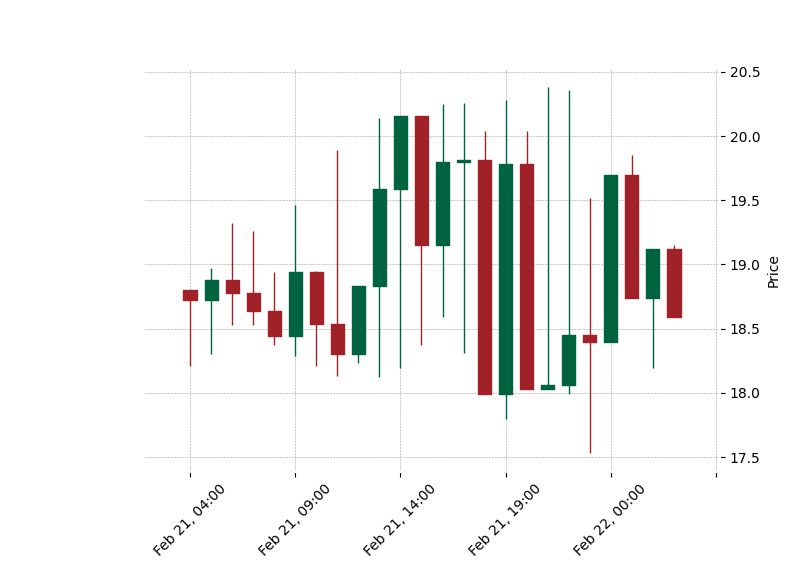 20.5
20.0
19.5
19.0
18.5
18.0
17.5
Price
Feb 21, 04:00
Feb 21, 09:00
Feb 21, 14:00
Feb 21, 19:00
Feb 22, 00:00